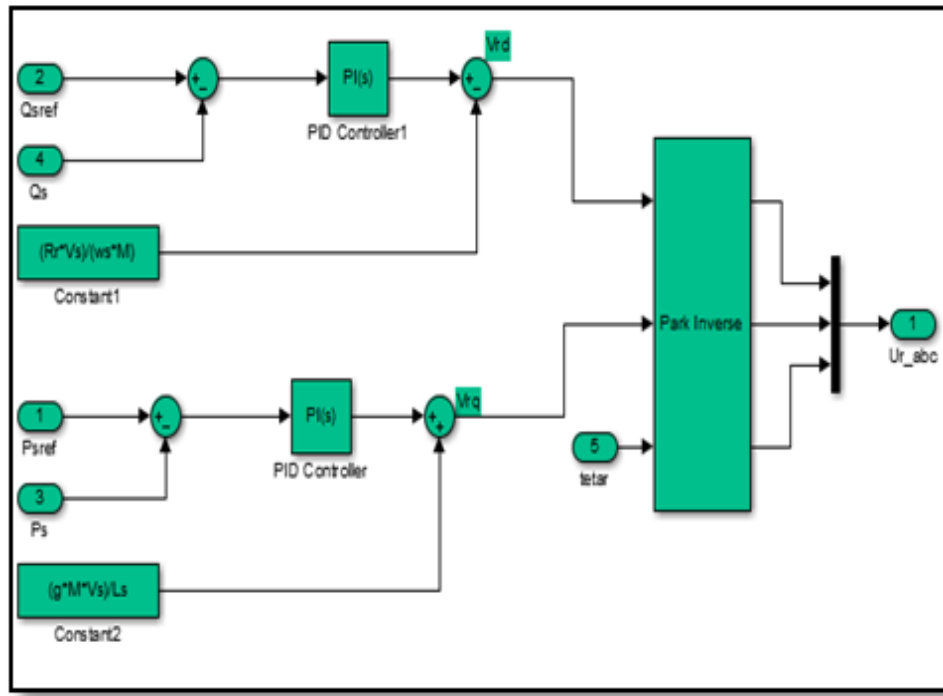 Vrd
2
Qsref
PI(s)
PID Controller1
4
Qs
(Rr*Vs)/(ws*M)
Constant1
Park Inverse
1
Ur_abc
1
Psref
PI(s)
PID Controller
Vrq
5
tetar
3
Ps
(g*M*Vs)/Ls
Constant2